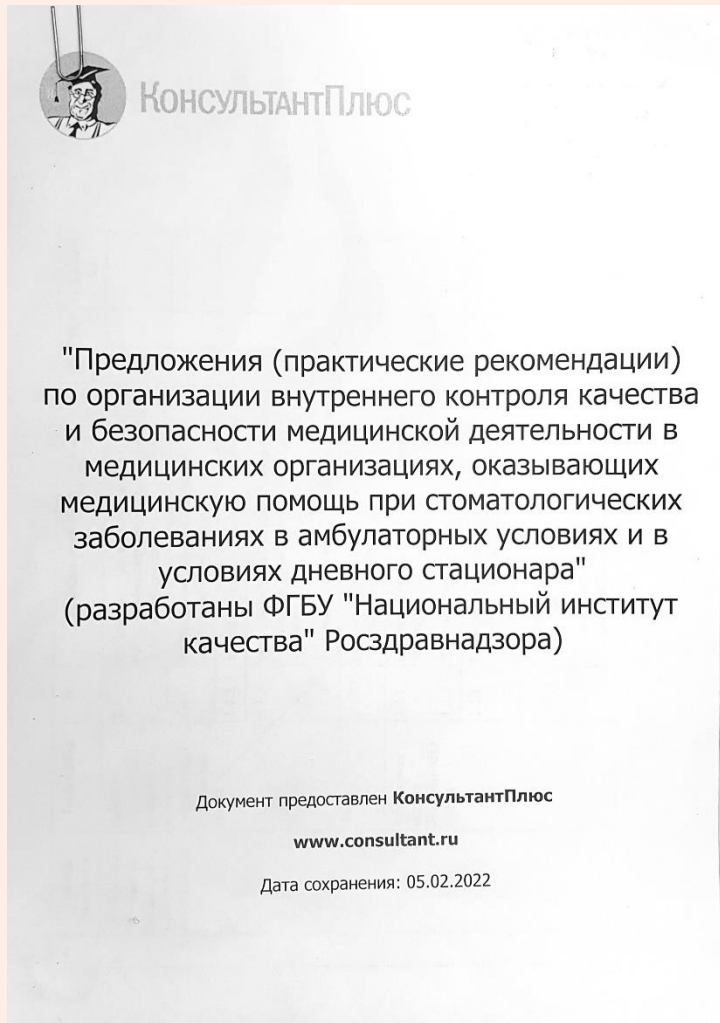 КонсультантПлюс
"Предложения (практические рекомендации)
по организации внутреннего контроля качества
и безопасности медицинской деятельности в
медицинских организациях, оказывающих
медицинскую помощь при стоматологических
заболеваниях в амбулаторных условиях и в
условиях дневного стационара"
(разработаны ФГБУ "Национальный институт
качества" Росздравнадзора)
Документ предоставлен КонсультантПлюс
www.consultant.ru
Дата сохранения: 05.02.2022